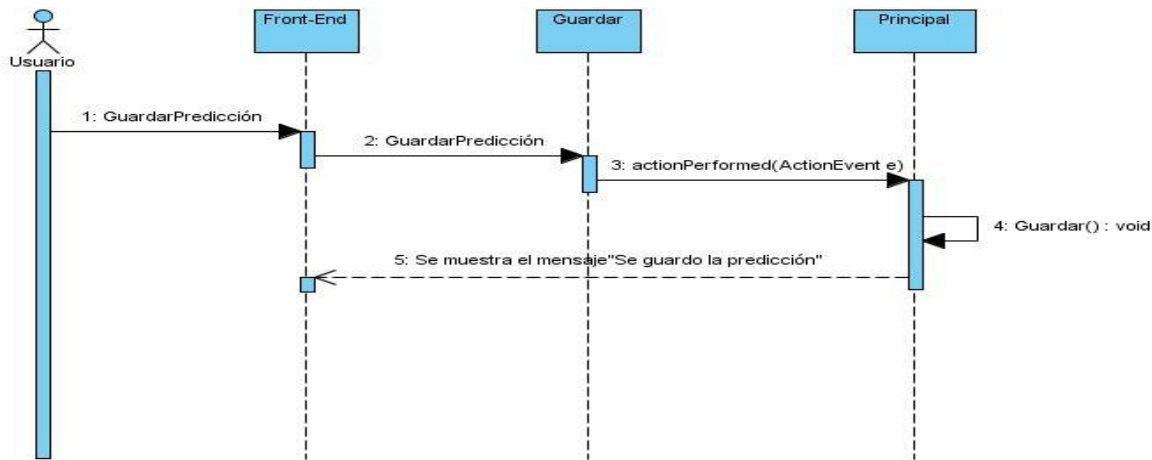 Front-End
Guardar
Principal
Usuario
1: GuardarPredicción
2: GuardarPredicción
3: actionPerformed(ActionEvent e)
4: Guardar() : void
5: Se muestra el mensaje"Se guardo la predicción"